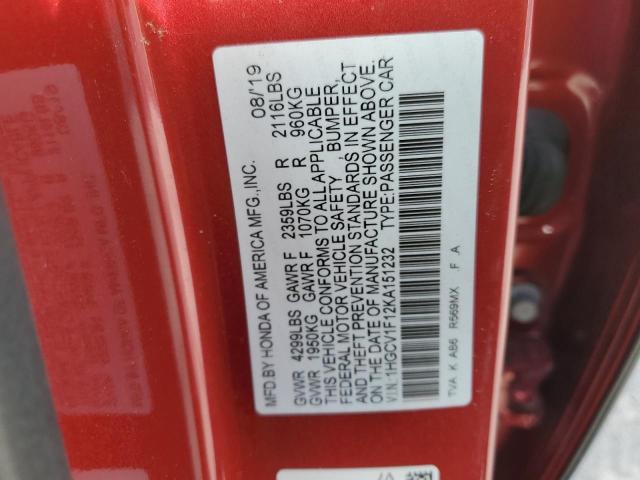 MFD.BY HONDA OF AMERICA MFG.,INC. 08/'19
GVWR 4299LBS GAWR F 2359LBS R 2116LBS
GVWR 1950KG GAWR F 1070KG R 960KG
THIS VEHICLE CONFORMS TO ALL APPLICABLE
FEDERAL MOTOR VEHICLE SAFETY, BUMPER,
AND THEFT PREVENTION STANDARDS IN EFFECT
ON THE DATE OF MANUFACTURE SHOWN ABOVE.
V.I.N.:1HGCV1F12KA151232 TYPE:PASSENGER CAR
TVA K AB6 R569MX .F .A